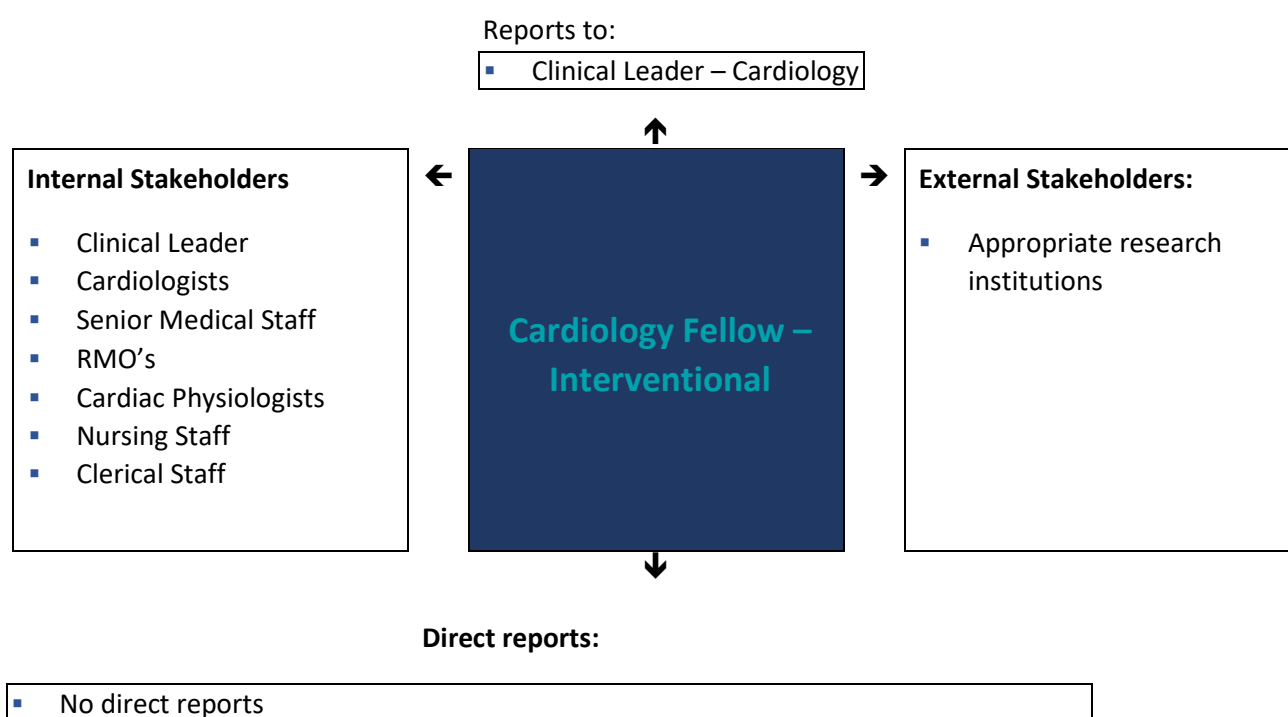 Reports to:
▪ Clinical Leader – Cardiology
Internal Stakeholders
▪ Clinical Leader
▪ Cardiologists
▪ Senior Medical Staff
▪ RMO’s
▪ Cardiac Physiologists
▪ Nursing Staff
▪ Clerical Staff
Cardiology Fellow –
Interventional
External Stakeholders:
▪ Appropriate research
institutions
Direct reports:
▪ No direct reports